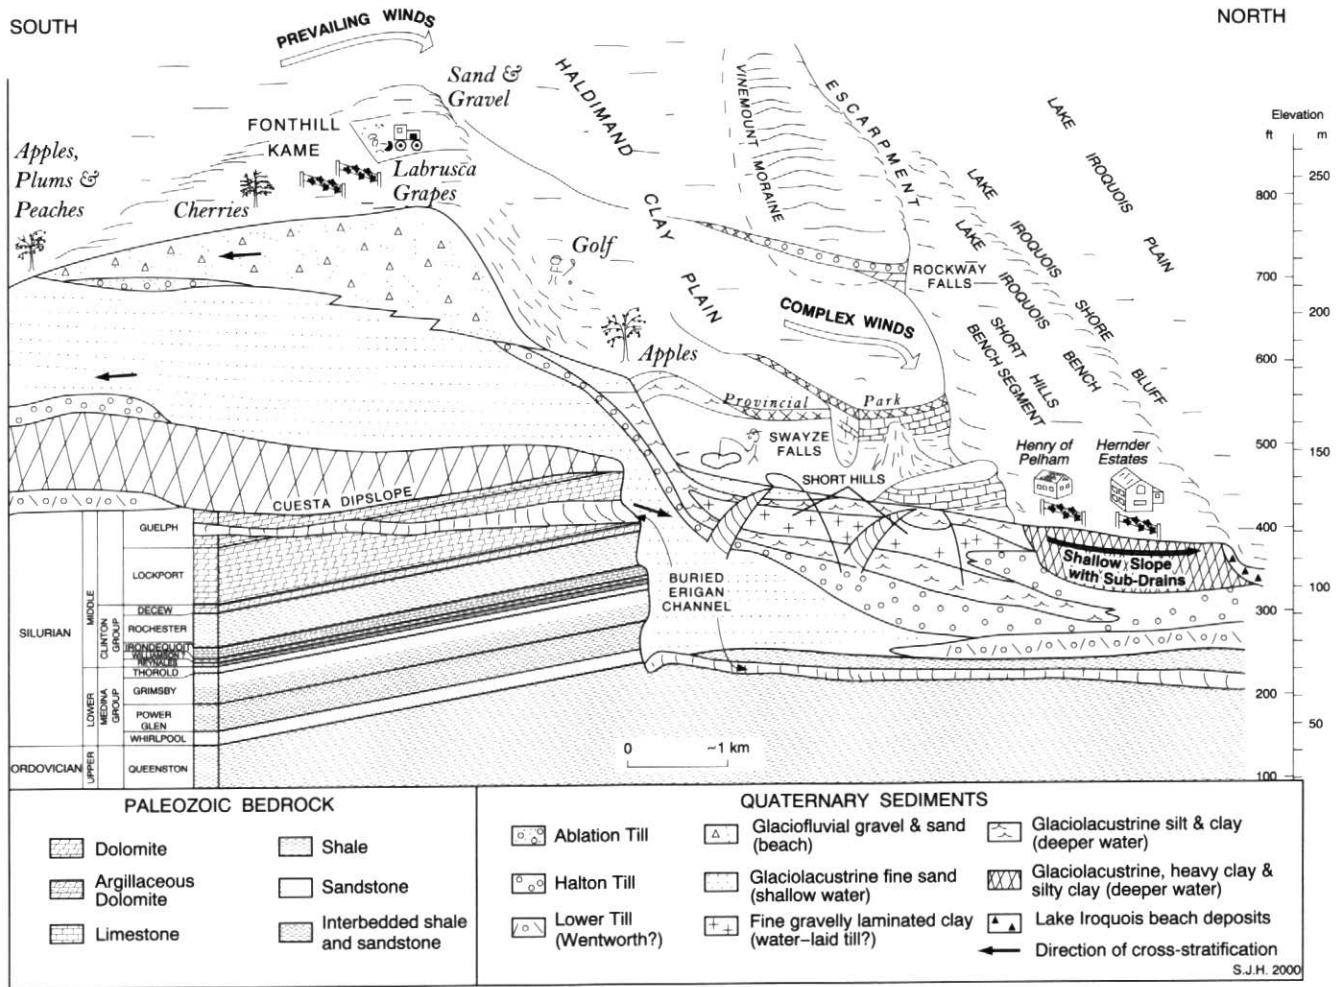 SOUTH
NORTH
PREVAILING WINDS
Sand &
Gravel
FONTHILL
KAME
Labrusca
Grapes
Apples,
Plums &
Peaches
Cherries
Golf
Apples
HALDIMAND
CLAY
PLAIN
VINEMOUNT MORAINE
ESCARPMENT
LAKE
IROQUOIS
PLAIN
LAKE
IROQUOIS
SHORE
BLUFF
LAKE
IROQUOIS
BENCH
SHORT
HILLS
BENCH SEGMENT
ROCKWAY
FALLS
COMPLEX WINDS
Provincial Park
SWAYZE
FALLS
SHORT HILLS
Henry of
Pelham
Hernder
Estates
Shallow Slope
with Sub-Drains
BURIED
ERIGAN
CHANNEL
CUESTA DIPSLOPE
Elevation
ft m
250
800
700
200
600
500
150
400
100
300
200
50
100
SILURIAN
MIDDLE
LOWER
CLINTON
GROUP
MEDINA
GROUP
GUELPH
LOCKPORT
DECEW
ROCHESTER
IRONDEQUOIT
REYNALES
THOROLD
GRIMSBY
POWER
GLEN
WHIRLPOOL
ORDOVICIAN
UPPER
QUEENSTON
0 ~1 km
PALEOZOIC BEDROCK
Dolomite
Argillaceous
Dolomite
Limestone
Shale
Sandstone
Interbedded shale
and sandstone
QUATERNARY SEDIMENTS
Ablation Till
Halton Till
Lower Till
(Wentworth?)
Glaciofluvial gravel & sand
(beach)
Glaciolacustrine fine sand
(shallow water)
Fine gravelly laminated clay
(water-laid till?)
Glaciolacustrine silt & clay
(deeper water)
Glaciolacustrine, heavy clay &
silty clay (deeper water)
Lake Iroquois beach deposits
Direction of cross-stratification
S.J.H. 2000